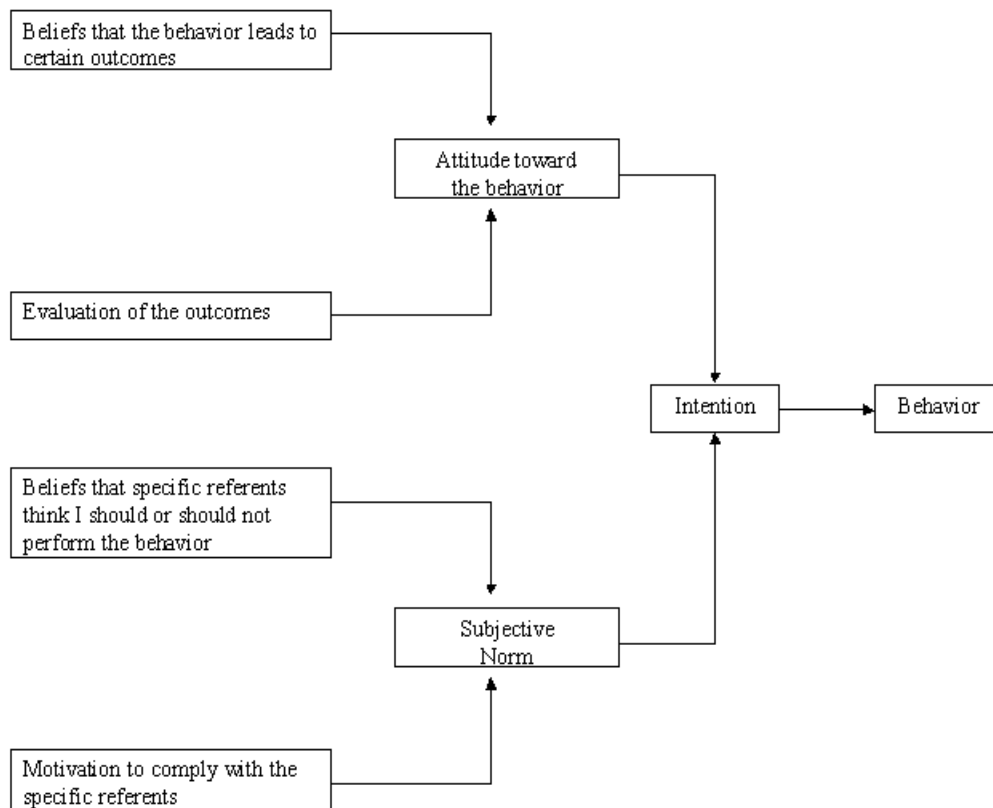 Beliefs that the behavior leads to
certain outcomes
Attitude toward
the behavior
Evaluation of the outcomes
Intention
Behavior
Beliefs that specific referents
think I should or should not
perform the behavior
Subjective
Norm
Motivation to comply with the
specific referents